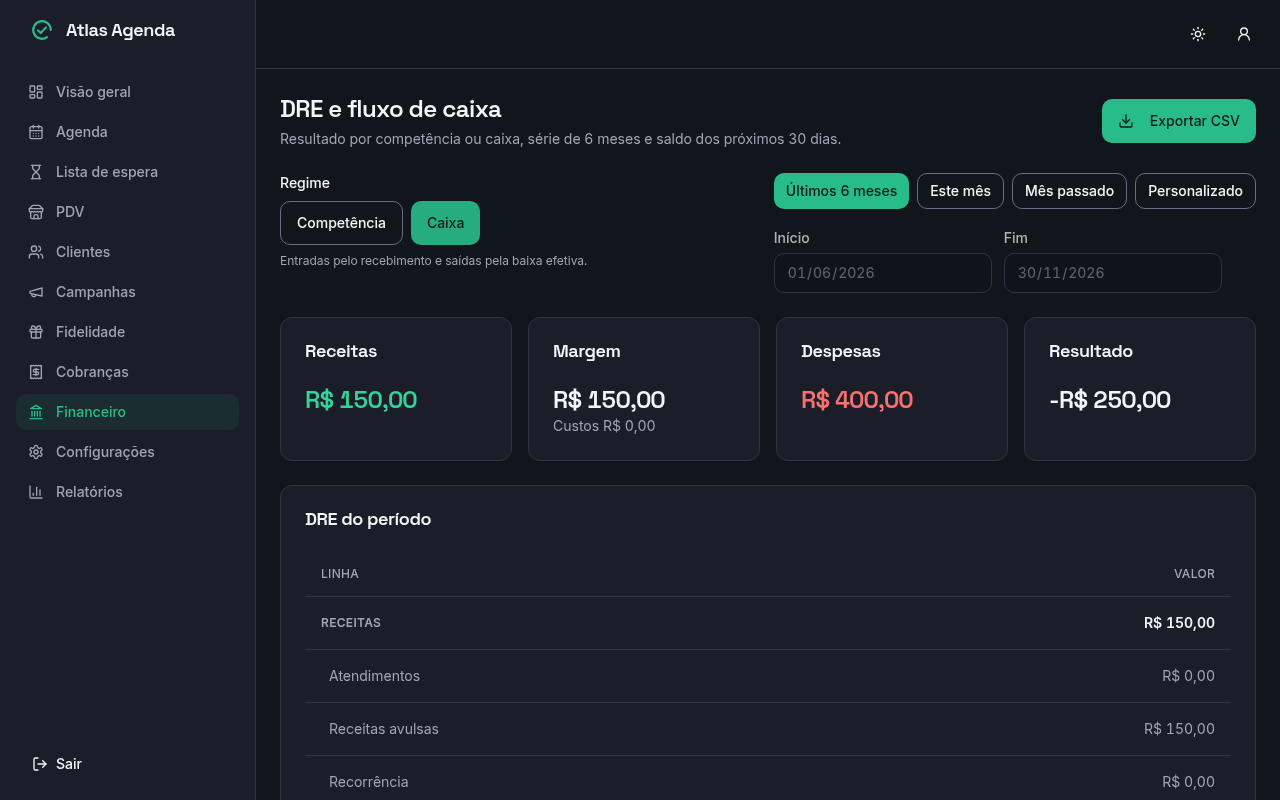 Atlas Agenda
Visão geral
Agenda
Lista de espera
PDV
Clientes
Campanhas
Fidelidade
Cobranças
Financeiro
Configurações
Relatórios
Sair
DRE e fluxo de caixa
Resultado por competência ou caixa, série de 6 meses e saldo dos próximos 30 dias.
Exportar CSV
Regime
Competência
Caixa
Entradas pelo recebimento e saídas pela baixa efetiva.
Últimos 6 meses
Este mês
Mês passado
Personalizado
Início
Fim
01/06/2026
30/11/2026
Receitas
R$ 150,00
Margem
R$ 150,00
Custos R$ 0,00
Despesas
R$ 400,00
Resultado
-R$ 250,00
DRE do período
LINHA VALOR
RECEITAS R$ 150,00
Atendimentos R$ 0,00
Receitas avulsas R$ 150,00
Recorrência R$ 0,00